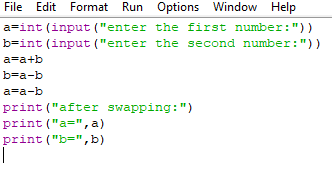 File Edit Format Run Options Window Help
a=int(input("enter the first number:"))
b=int(input("enter the second number:"))
a=a+b
b=a-b
a=a-b
print("after swapping:")
print("a=",a)
print("b=",b)